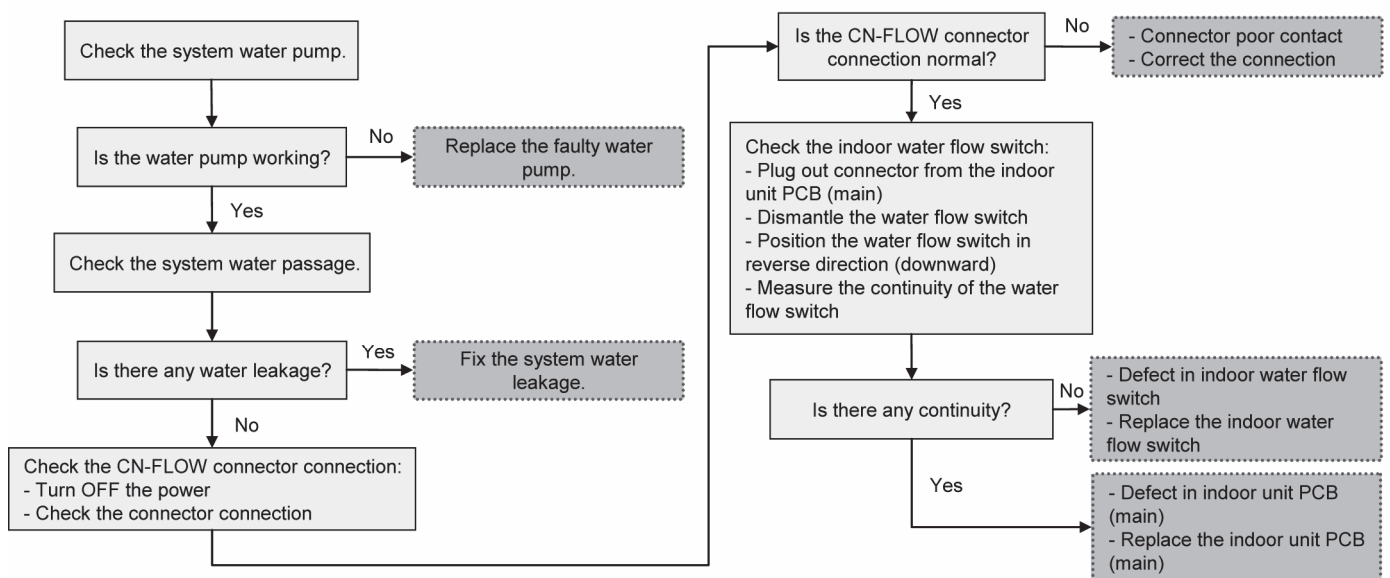 Check the system water pump.
Is the water pump working?
No
Replace the faulty water
pump.
Yes
Check the system water passage.
Is there any water leakage?
Yes
Fix the system water
leakage.
No
Check the CN-FLOW connector connection:
- Turn OFF the power
- Check the connector connection
Is the CN-FLOW connector
connection normal?
No
- Connector poor contact
- Correct the connection
Yes
Check the indoor water flow switch:
- Plug out connector from the indoor
unit PCB (main)
- Dismantle the water flow switch
- Position the water flow switch in
reverse direction (downward)
- Measure the continuity of the water
flow switch
Is there any continuity?
No
- Defect in indoor water flow
switch
- Replace the indoor water
flow switch
Yes
- Defect in indoor unit PCB
(main)
- Replace the indoor unit PCB
(main)